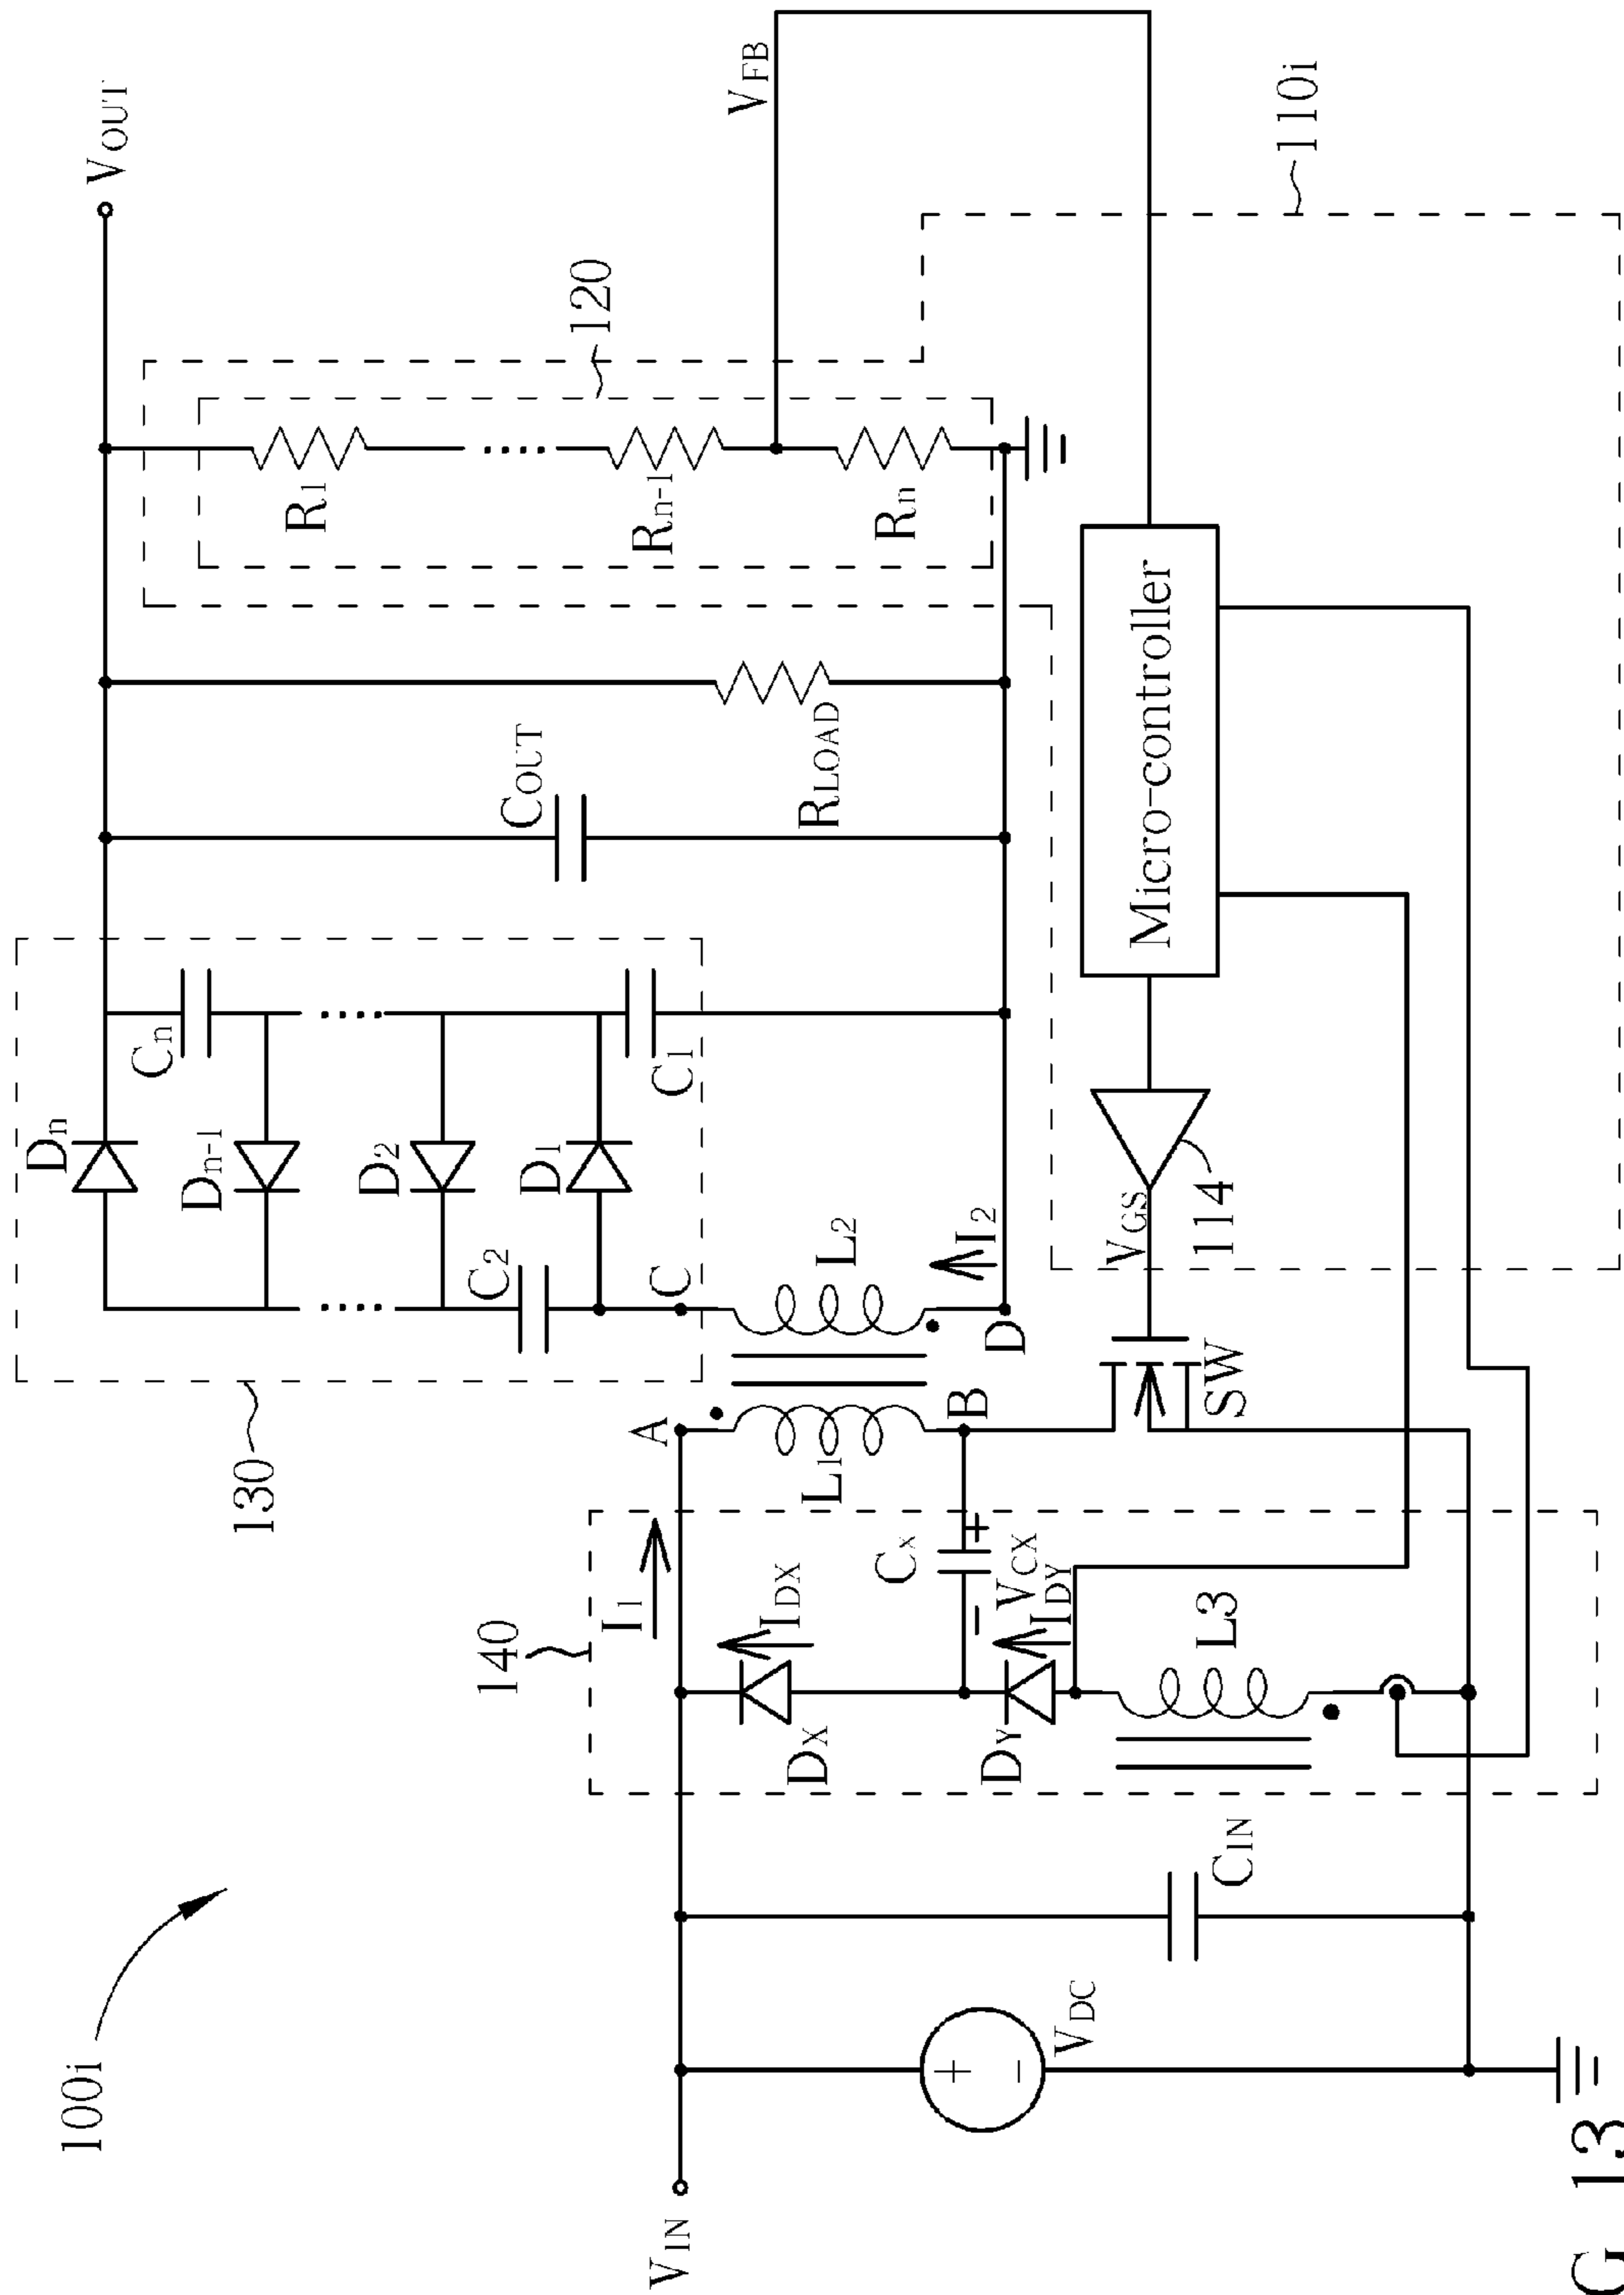 100i
130
Dn
Cn
VOUT
Dn-1
D2
D1
C2
C1
C
COUT
RLOAD
120
R1
Rn-1
Rn
VFB
140
I1
A
L1
L2
I2
B
D
VIN
DX
IDX
Cx
+
VCX
-
DY
IDY
L3
SW
VGS
114
Micro-controller
110i
+
-
VDC
CIN
G 13